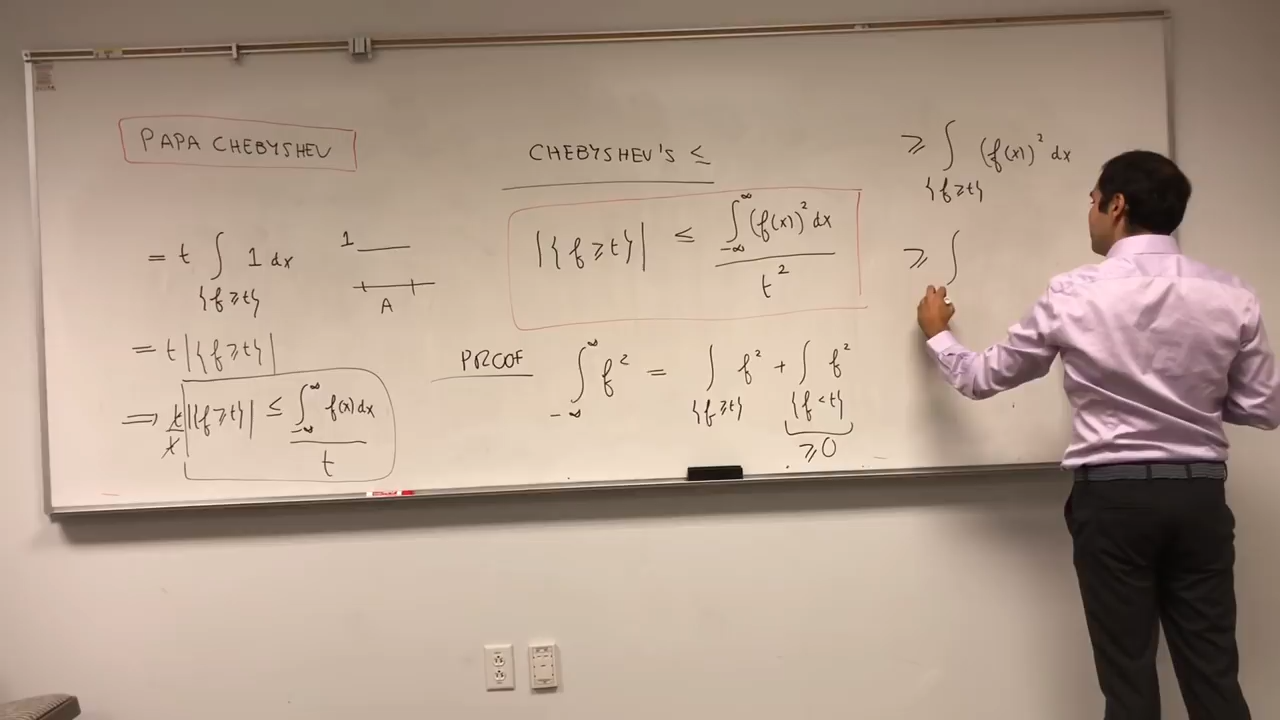 PAPA CHEBYSHEV
= t ∫_{f ≥ t} 1 dx
1
A
= t |{f ≥ t}|
⟹ t/t |{f ≥ t}| ≤ ∫_{-∞}^{∞} f(x) dx / t
CHEBYSHEV'S ≤
|{f ≥ t}| ≤ ∫_{-∞}^{∞} (f(x))² dx / t²
PROOF ∫_{-∞}^{∞} f² = ∫_{f ≥ t} f² + ∫_{f < t} f²
≥ 0
≥ ∫_{f ≥ t} (f(x))² dx
≥ ∫